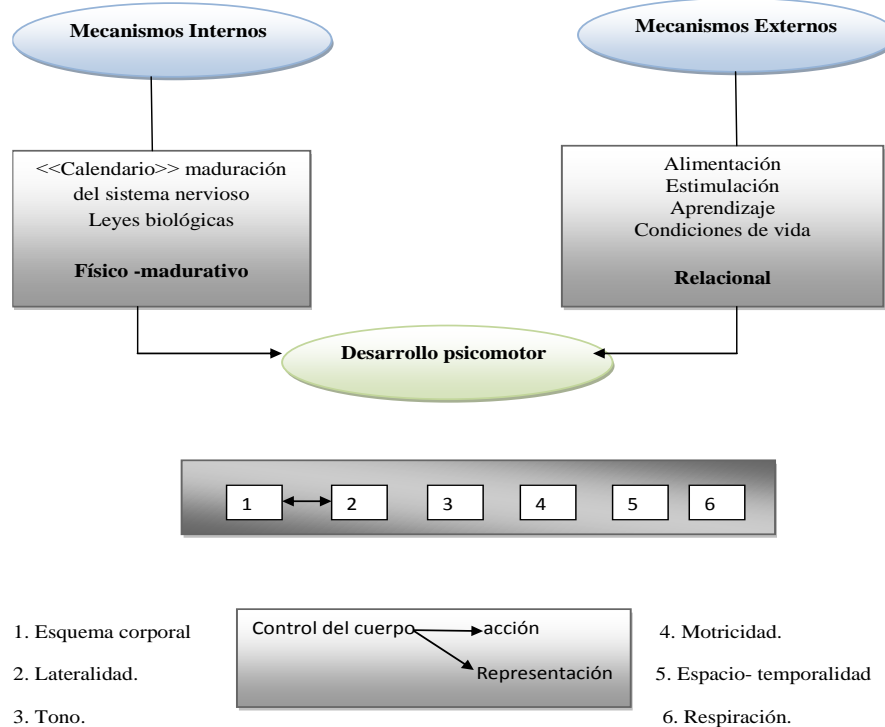 Mecanismos Internos
Mecanismos Externos
<<Calendario>> maduración
del sistema nervioso
Leyes biológicas
Físico -madurativo
Alimentación
Estimulación
Aprendizaje
Condiciones de vida
Relacional
Desarrollo psicomotor
1 2 3 4 5 6
1. Esquema corporal
2. Lateralidad.
3. Tono.
Control del cuerpo acción
Representación
4. Motricidad.
5. Espacio- temporalidad
6. Respiración.